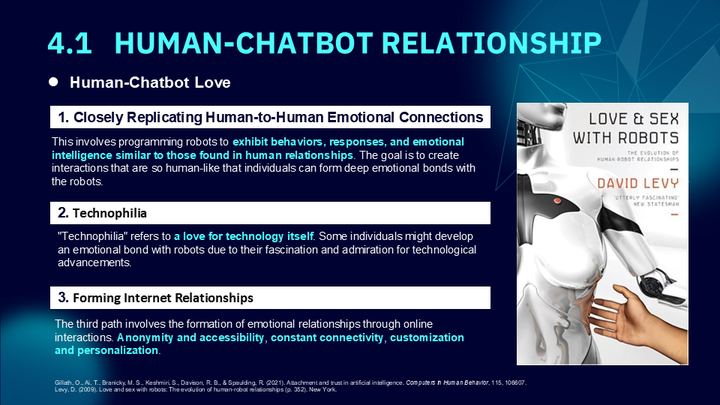 4.1 HUMAN-CHATBOT RELATIONSHIP
● Human-Chatbot Love
1. Closely Replicating Human-to-Human Emotional Connections
This involves programming robots to exhibit behaviors, responses, and emotional
intelligence similar to those found in human relationships. The goal is to create
interactions that are so human-like that individuals can form deep emotional bonds with
the robots.
2. Technophilia
"Technophilia" refers to a love for technology itself. Some individuals might develop
an emotional bond with robots due to their fascination and admiration for technological
advancements.
3. Forming Internet Relationships
The third path involves the formation of emotional relationships through online
interactions. Anonymity and accessibility, constant connectivity, customization
and personalization.
LOVE & SEX
WITH ROBOTS
THE EVOLUTION OF
HUMAN ROBOT RELATIONSHIPS
DAVID LEVY
'UTTERLY FASCINATING'
NEW STATESMAN
Gillath, O., Ai, T., Branicky, M. S., Keshmiri, S., Davison, R. B., & Spaulding, R. (2021). Attachment and trust in artificial intelligence. Computers in Human Behavior, 115, 106607.
Levy, D. (2009). Love and sex with robots: The evolution of human-robot relationships (p. 352). New York.